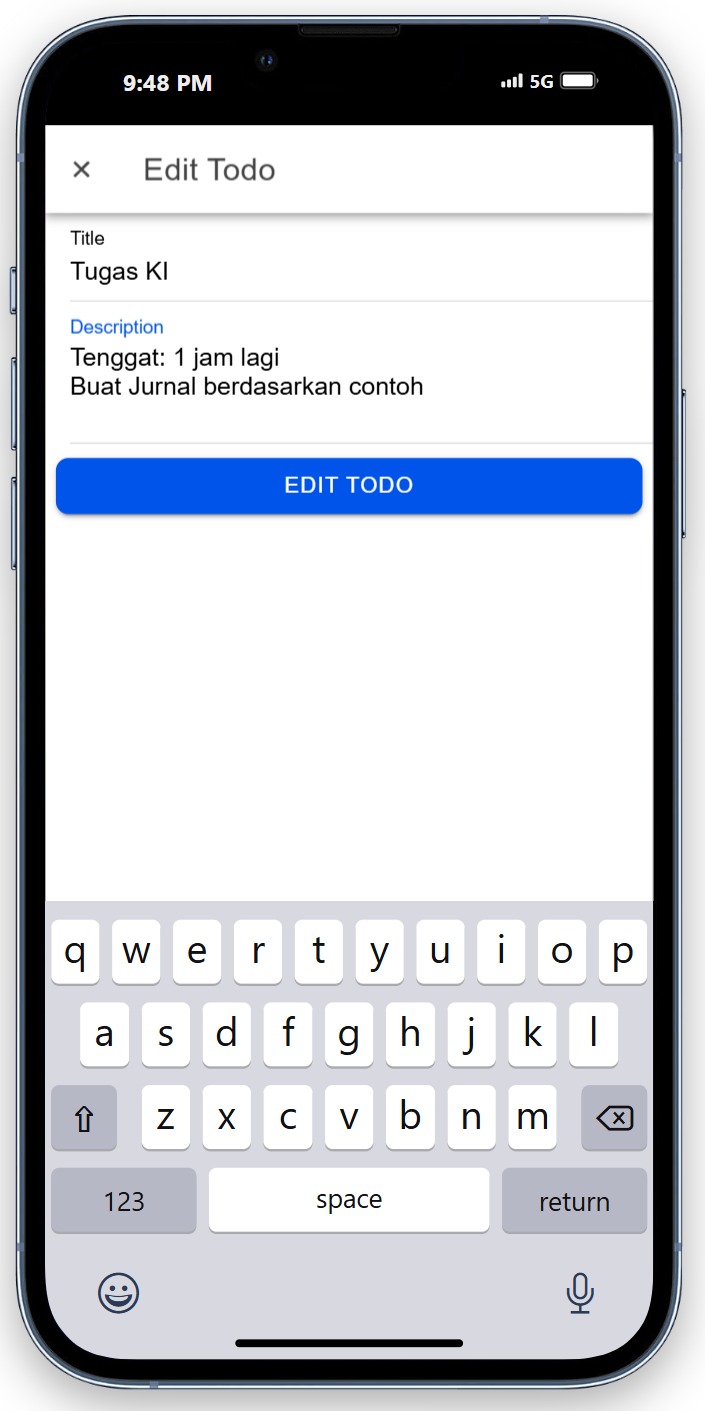 9:48 PM 5G
× Edit Todo
Title
Tugas KI
Description
Tenggat: 1 jam lagi
Buat Jurnal berdasarkan contoh
EDIT TODO
q w e r t y u i o p
a s d f g h j k l
z x c v b n m
123 space return